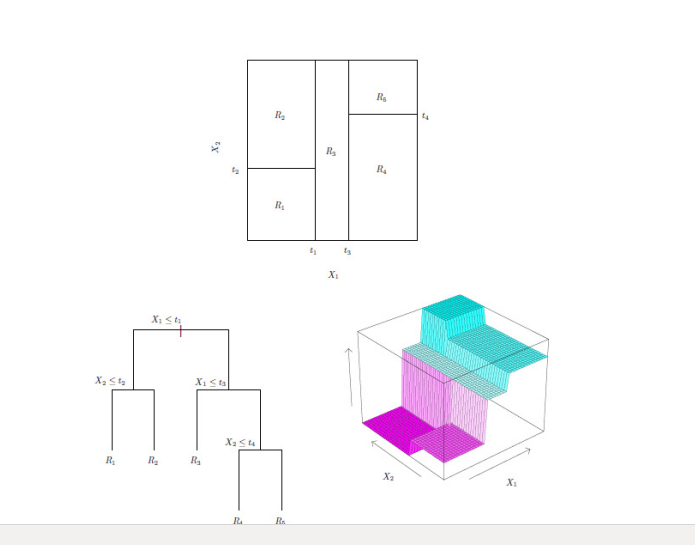 R₅
R₂
t₄
X₂
R₃
t₂
R₄
R₁
t₁ t₃
X₁
X₁ ≤ t₁
X₂ ≤ t₂ X₁ ≤ t₃
X₂ ≤ t₄
R₁ R₂ R₃
X₂ X₁
R₄ R₅